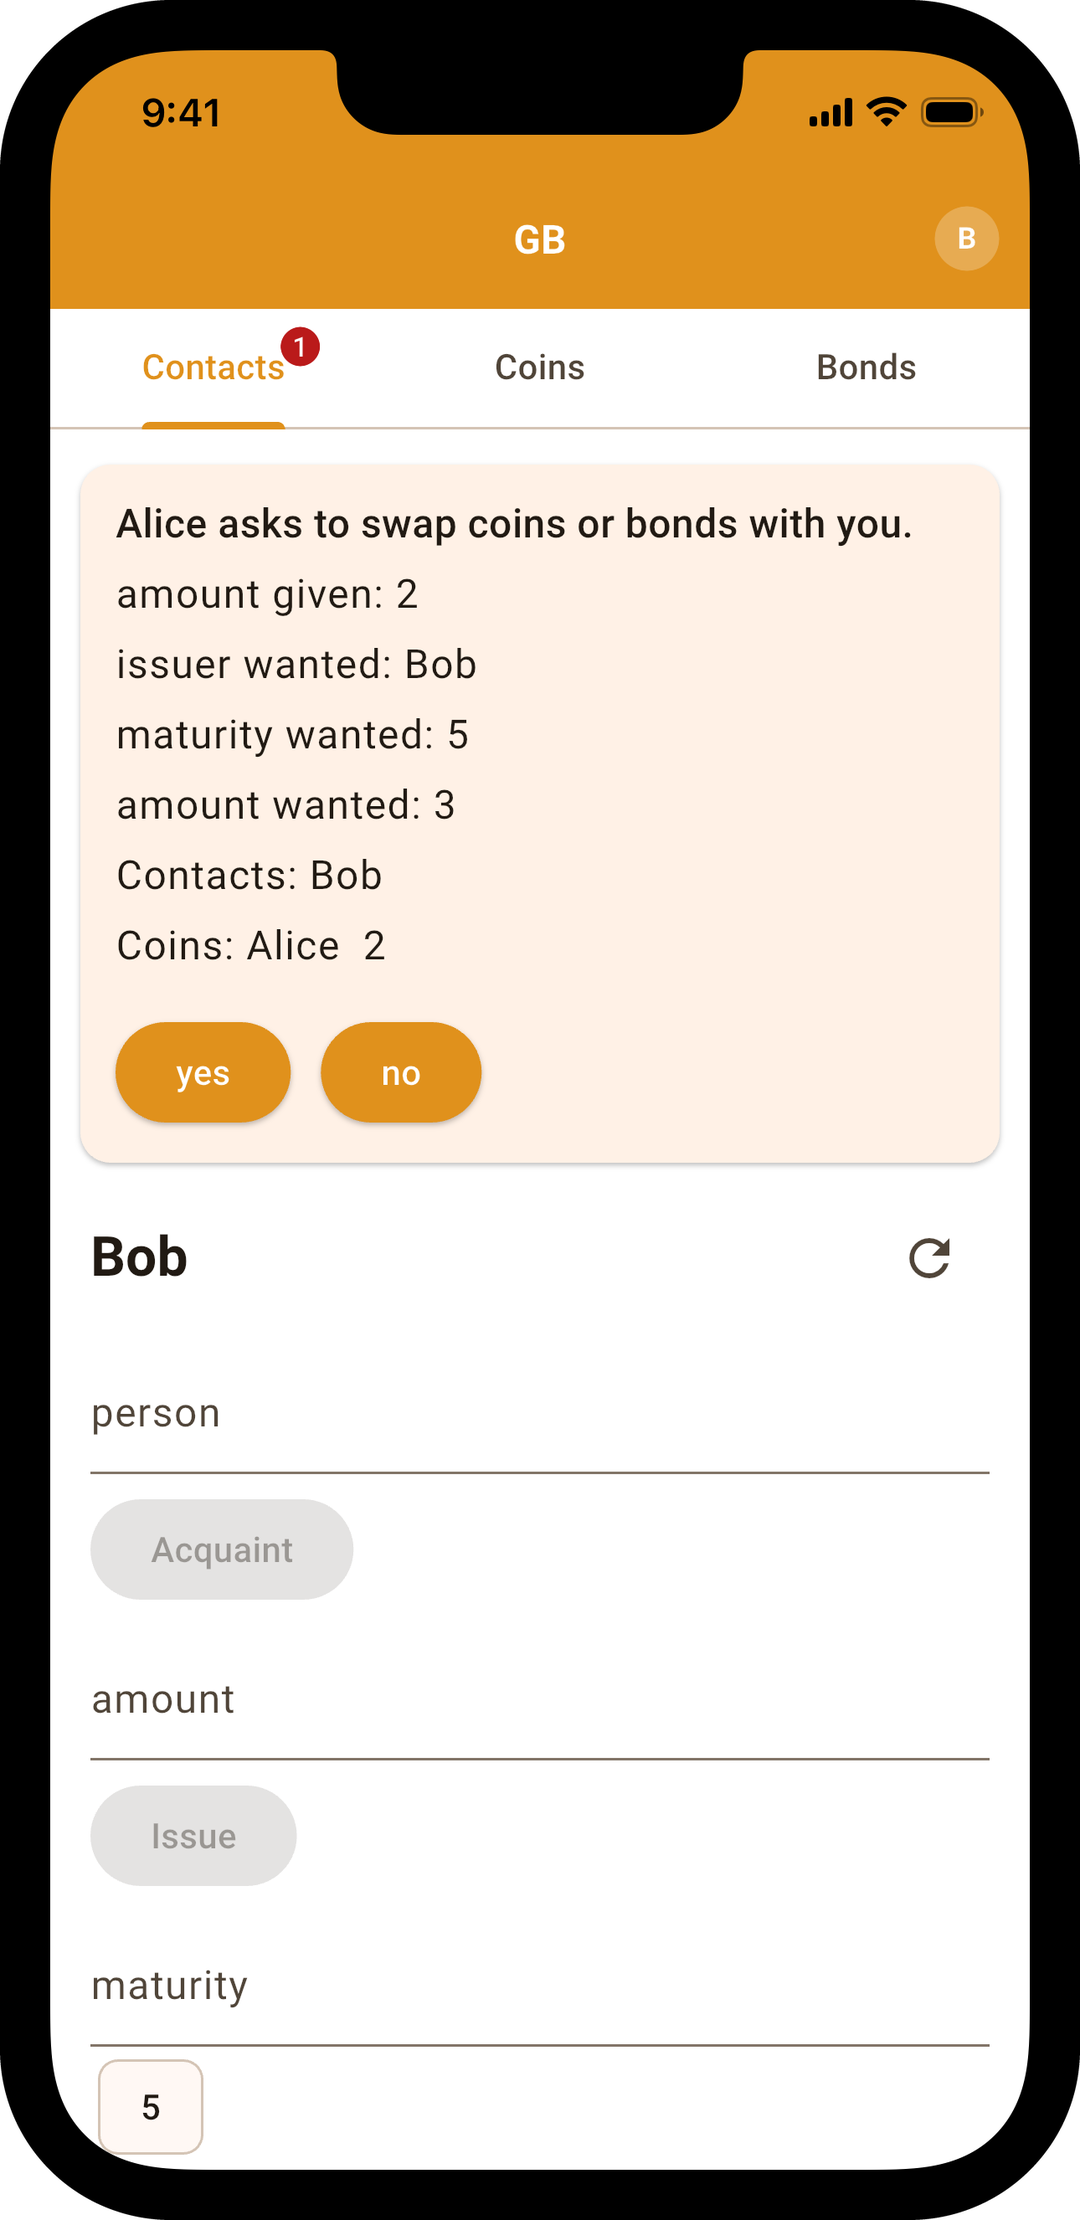 9:41
GB
B
Contacts
1
Coins
Bonds
Alice asks to swap coins or bonds with you.
amount given: 2
issuer wanted: Bob
maturity wanted: 5
amount wanted: 3
Contacts: Bob
Coins: Alice  2
yes
no
Bob
person
Acquaint
amount
Issue
maturity
5